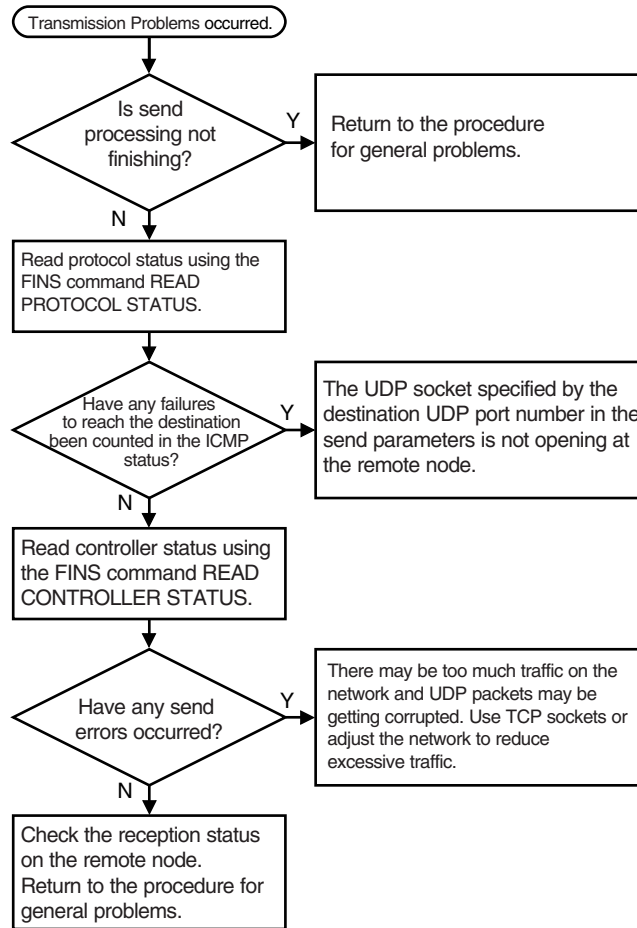 Transmission Problems occurred.
Is send
processing not
finishing?
Y
Return to the procedure
for general problems.
N
Read protocol status using the
FINS command READ
PROTOCOL STATUS.
Have any failures
to reach the destination
been counted in the ICMP
status?
Y
The UDP socket specified by the
destination UDP port number in the
send parameters is not opening at
the remote node.
N
Read controller status using
the FINS command READ
CONTROLLER STATUS.
Have any send
errors occurred?
Y
There may be too much traffic on the
network and UDP packets may be
getting corrupted. Use TCP sockets or
adjust the network to reduce
excessive traffic.
N
Check the reception status
on the remote node.
Return to the procedure for
general problems.